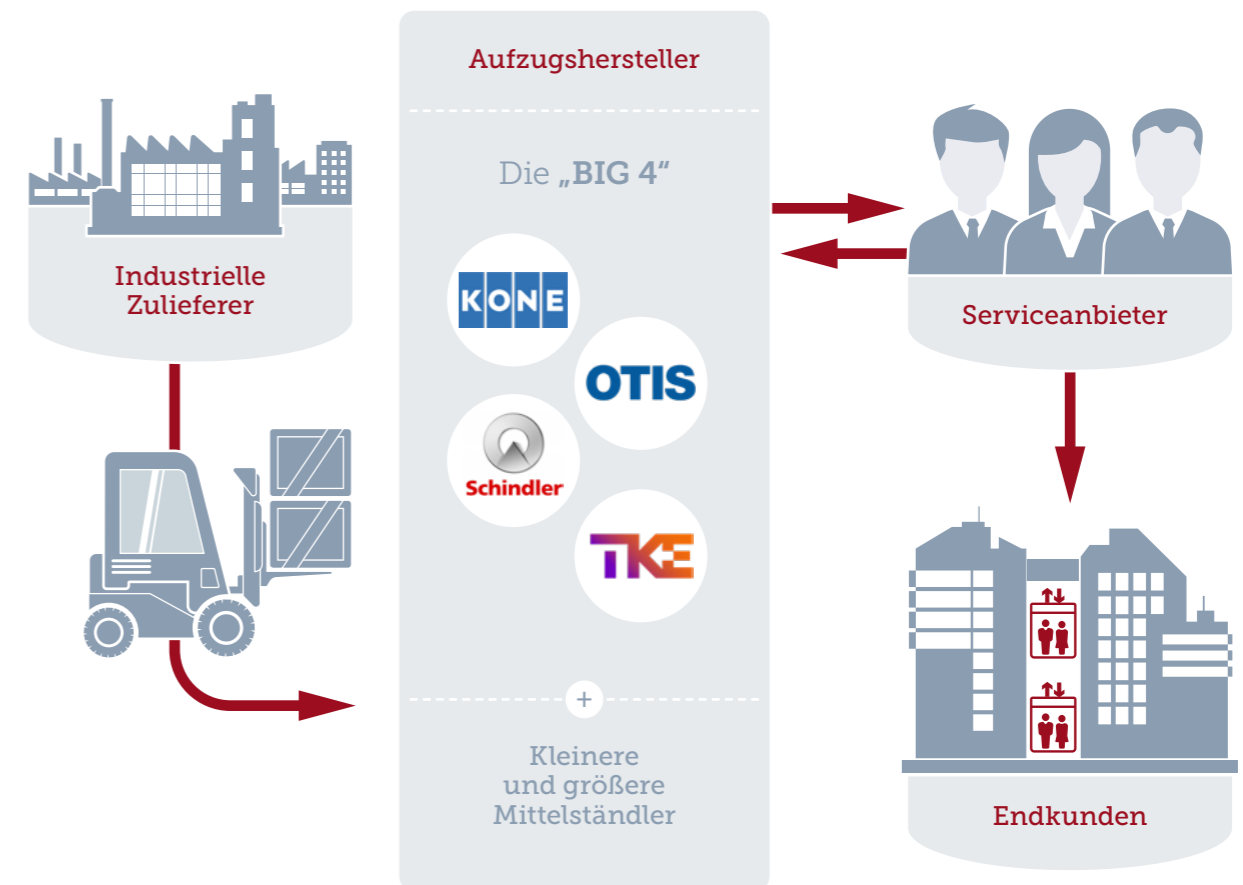 Aufzugshersteller
Die „BIG 4“
KONE
OTIS
Schindler
TKE
+
Kleinere
und größere
Mittelständler
Industrielle
Zulieferer
Serviceanbieter
Endkunden